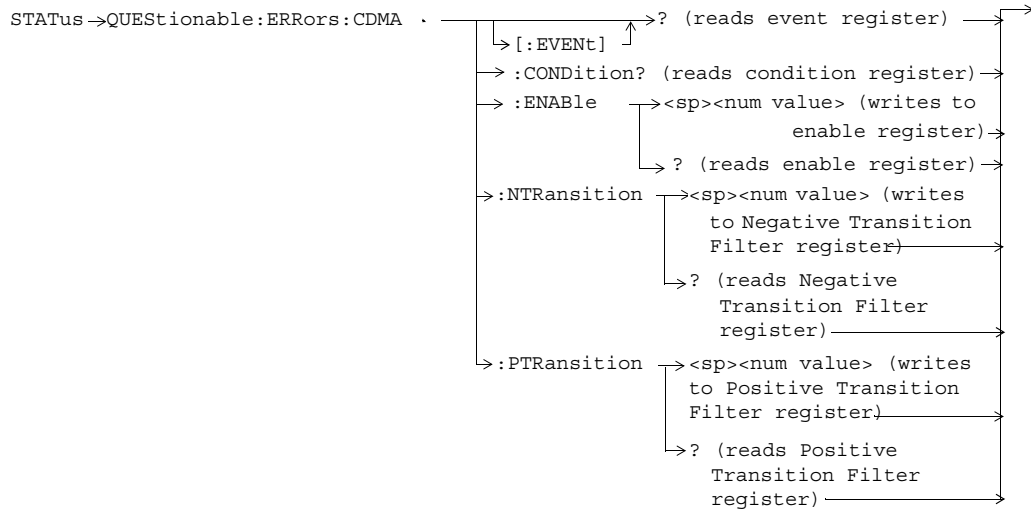 STATus QUEStionable:ERRors:CDMA ? (reads event register)
[:EVENt]
:CONDition? (reads condition register)
:ENABle <sp><num value> (writes to
enable register)
? (reads enable register)
:NTRansition <sp><num value> (writes
to Negative Transition
Filter register)
? (reads Negative
Transition Filter
register)
:PTRansition <sp><num value> (writes
to Positive Transition
Filter register)
? (reads Positive
Transition Filter
register)